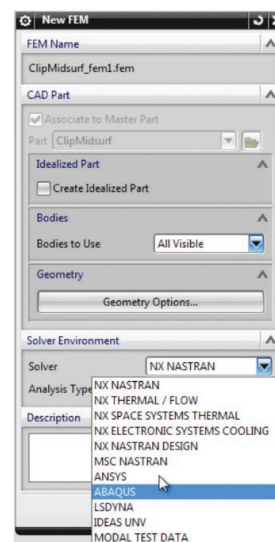 New FEM
FEM Name
ClipMidsurf_fem1.fem
CAD Part
Associate to Master Part
Part ClipMidsurf
Idealized Part
Create Idealized Part
Bodies
Bodies to Use All Visible
Geometry
Geometry Options...
Solver Environment
Solver NX NASTRAN
Analysis Type
NX NASTRAN
NX THERMAL / FLOW
NX SPACE SYSTEMS THERMAL
NX ELECTRONIC SYSTEMS COOLING
Description
NX NASTRAN DESIGN
MSC NASTRAN
ANSYS
ABAQUS
LSDYNA
IDEAS UNV
MODAL TEST DATA